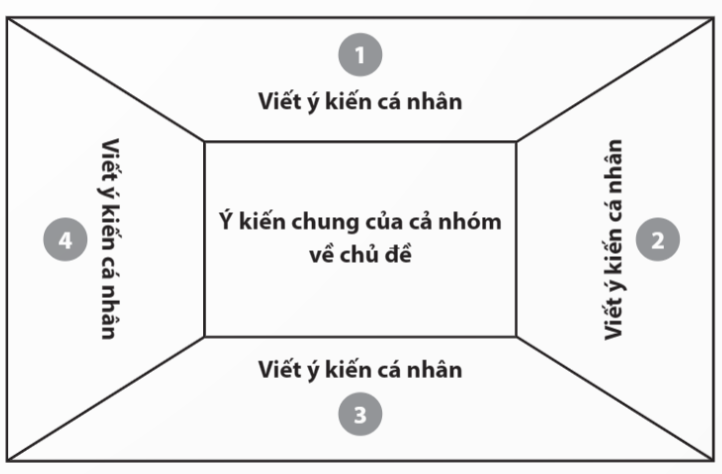 1
Viết ý kiến cá nhân
4
Viết ý kiến cá nhân
Ý kiến chung của cả nhóm
về chủ đề
Viết ý kiến cá nhân
2
Viết ý kiến cá nhân
3